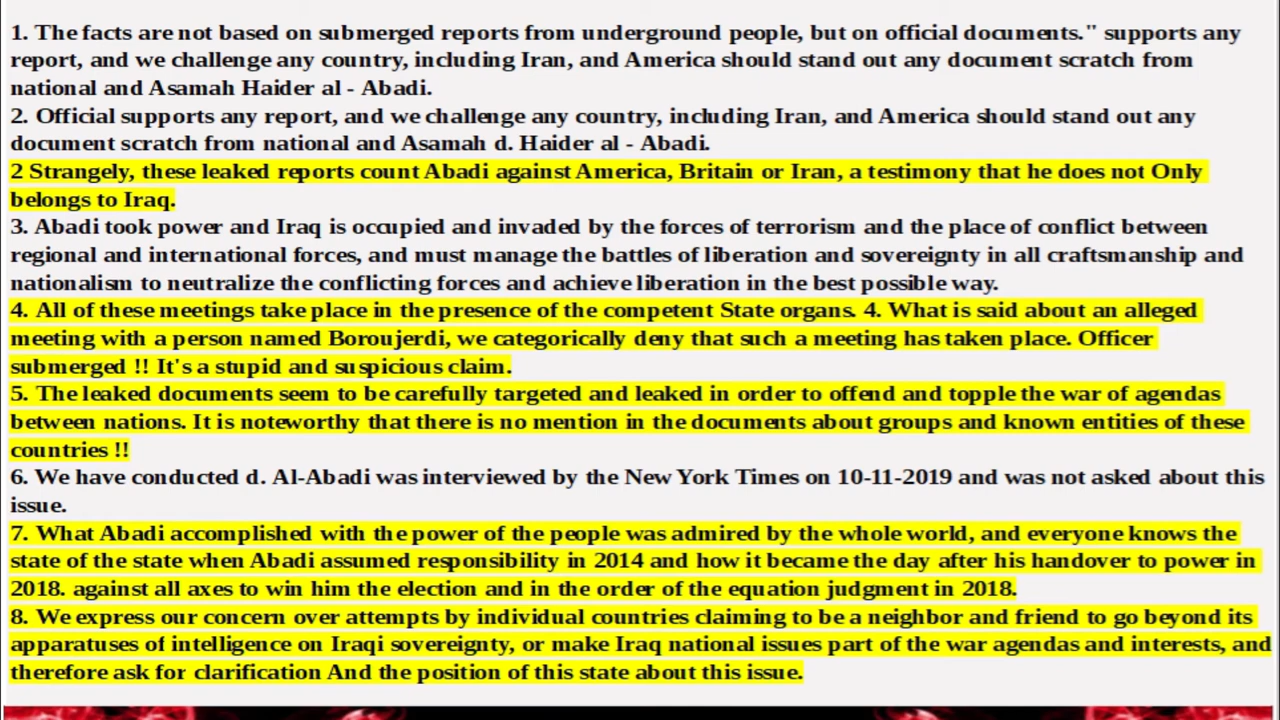 1. The facts are not based on submerged reports from underground people, but on official documents." supports any
report, and we challenge any country, including Iran, and America should stand out any document scratch from
national and Asamah Haider al - Abadi.
2. Official supports any report, and we challenge any country, including Iran, and America should stand out any
document scratch from national and Asamah d. Haider al - Abadi.
2 Strangely, these leaked reports count Abadi against America, Britain or Iran, a testimony that he does not Only
belongs to Iraq.
3. Abadi took power and Iraq is occupied and invaded by the forces of terrorism and the place of conflict between
regional and international forces, and must manage the battles of liberation and sovereignty in all craftsmanship and
nationalism to neutralize the conflicting forces and achieve liberation in the best possible way.
4. All of these meetings take place in the presence of the competent State organs. 4. What is said about an alleged
meeting with a person named Boroujerdi, we categorically deny that such a meeting has taken place. Officer
submerged !! It's a stupid and suspicious claim.
5. The leaked documents seem to be carefully targeted and leaked in order to offend and topple the war of agendas
between nations. It is noteworthy that there is no mention in the documents about groups and known entities of these
countries !!
6. We have conducted d. Al-Abadi was interviewed by the New York Times on 10-11-2019 and was not asked about this
issue.
7. What Abadi accomplished with the power of the people was admired by the whole world, and everyone knows the
state of the state when Abadi assumed responsibility in 2014 and how it became the day after his handover to power in
2018. against all axes to win him the election and in the order of the equation judgment in 2018.
8. We express our concern over attempts by individual countries claiming to be a neighbor and friend to go beyond its
apparatuses of intelligence on Iraqi sovereignty, or make Iraq national issues part of the war agendas and interests, and
therefore ask for clarification And the position of this state about this issue.